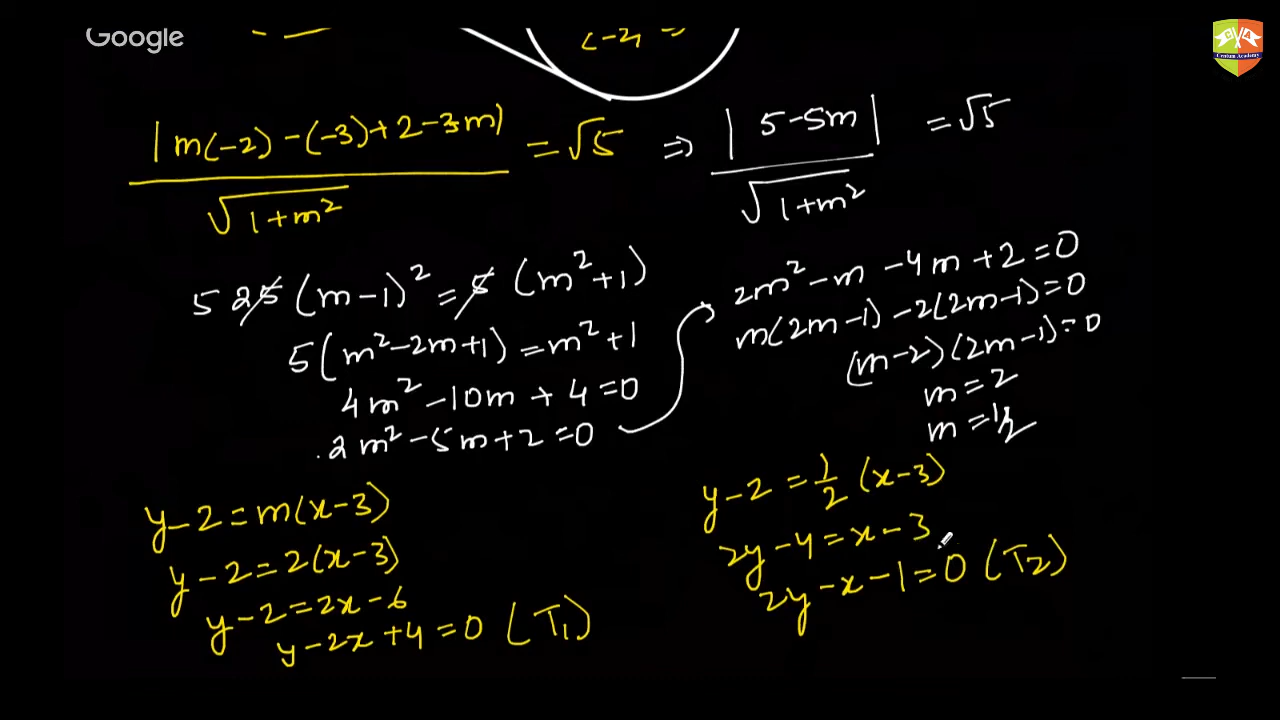 Google
(-2,
Centum Academy
|m(-2) - (-3) + 2 - 3m| / √(1+m²) = √5 ⇒ |5-5m| / √(1+m²) = √5
5 25 (m-1)² = 5 (m²+1)
5(m²-2m+1) = m²+1
4m² - 10m + 4 = 0
2m² - 5m + 2 = 0
2m² - m - 4m + 2 = 0
m(2m-1) - 2(2m-1) = 0
(m-2)(2m-1) = 0
m = 2
m = 1/2
y-2 = m(x-3)
y-2 = 2(x-3)
y-2 = 2x-6
y-2x+4 = 0 (T₁)
y-2 = 1/2 (x-3)
2y-4 = x-3
2y-x-1 = 0 (T₂)